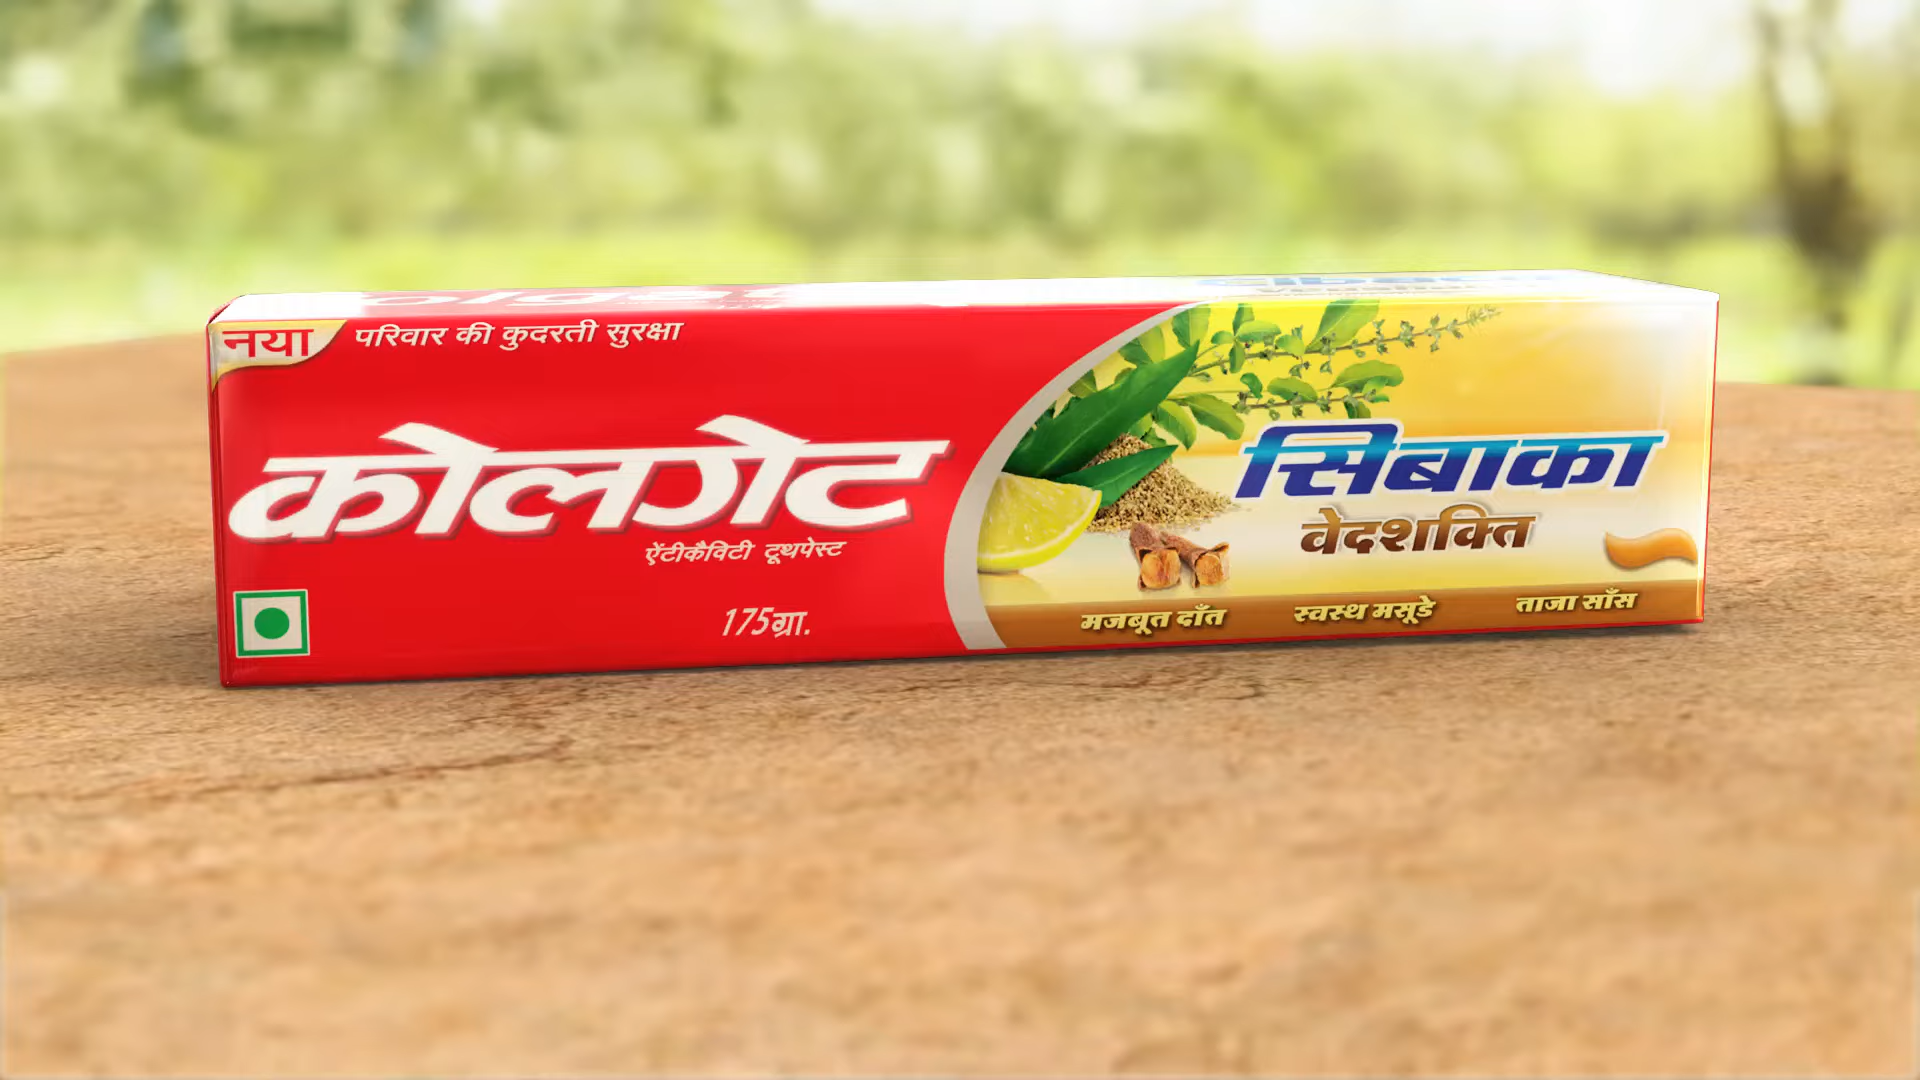 नया
परिवार की कुदरती सुरक्षा
कोलगेट
ऐंटीकैविटी टूथपेस्ट
175ग्रा.
सिबाका
वेदशक्ति
मजबूत दाँत स्वस्थ मसूड़े ताजा साँस